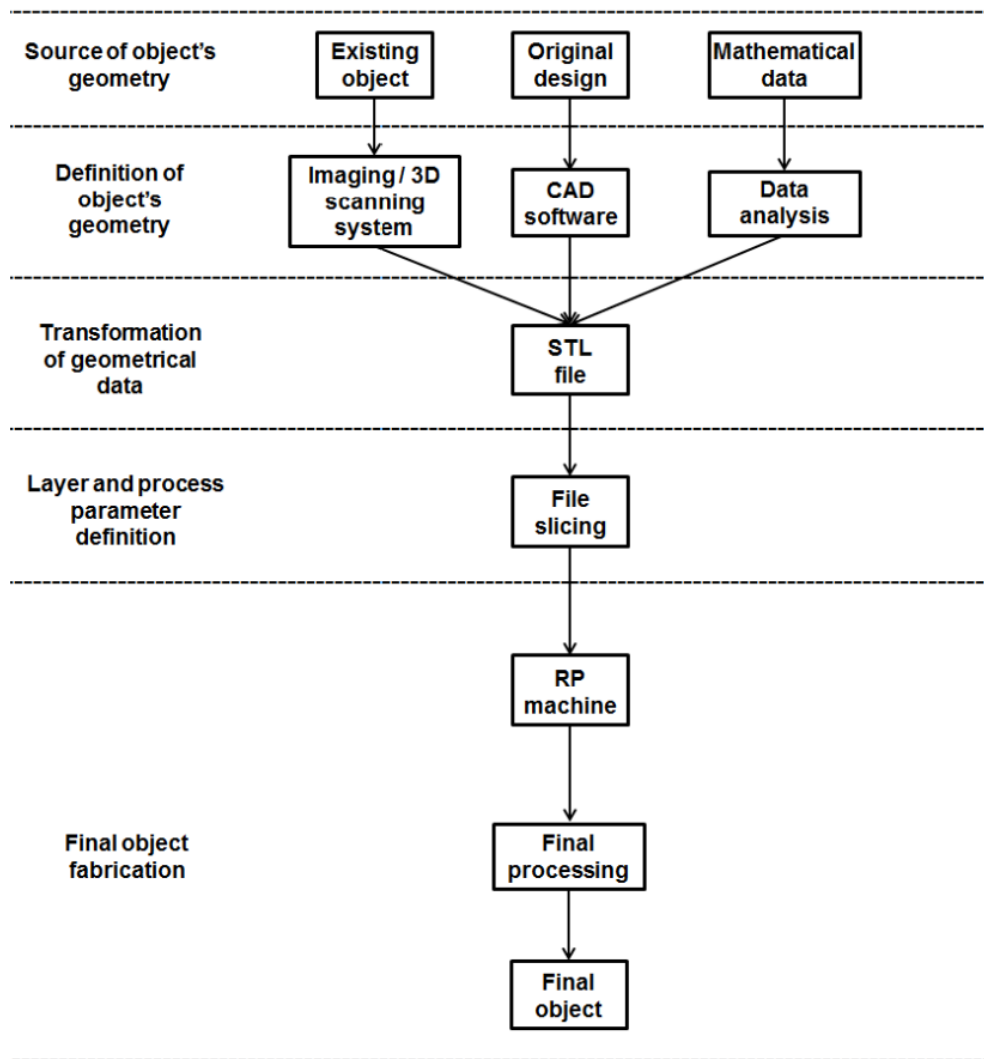 Source of object's
geometry
Existing
object
Original
design
Mathematical
data
Definition of
object's
geometry
Imaging / 3D
scanning
system
CAD
software
Data
analysis
Transformation
of geometrical
data
STL
file
Layer and process
parameter
definition
File
slicing
Final object
fabrication
RP
machine
Final
processing
Final
object